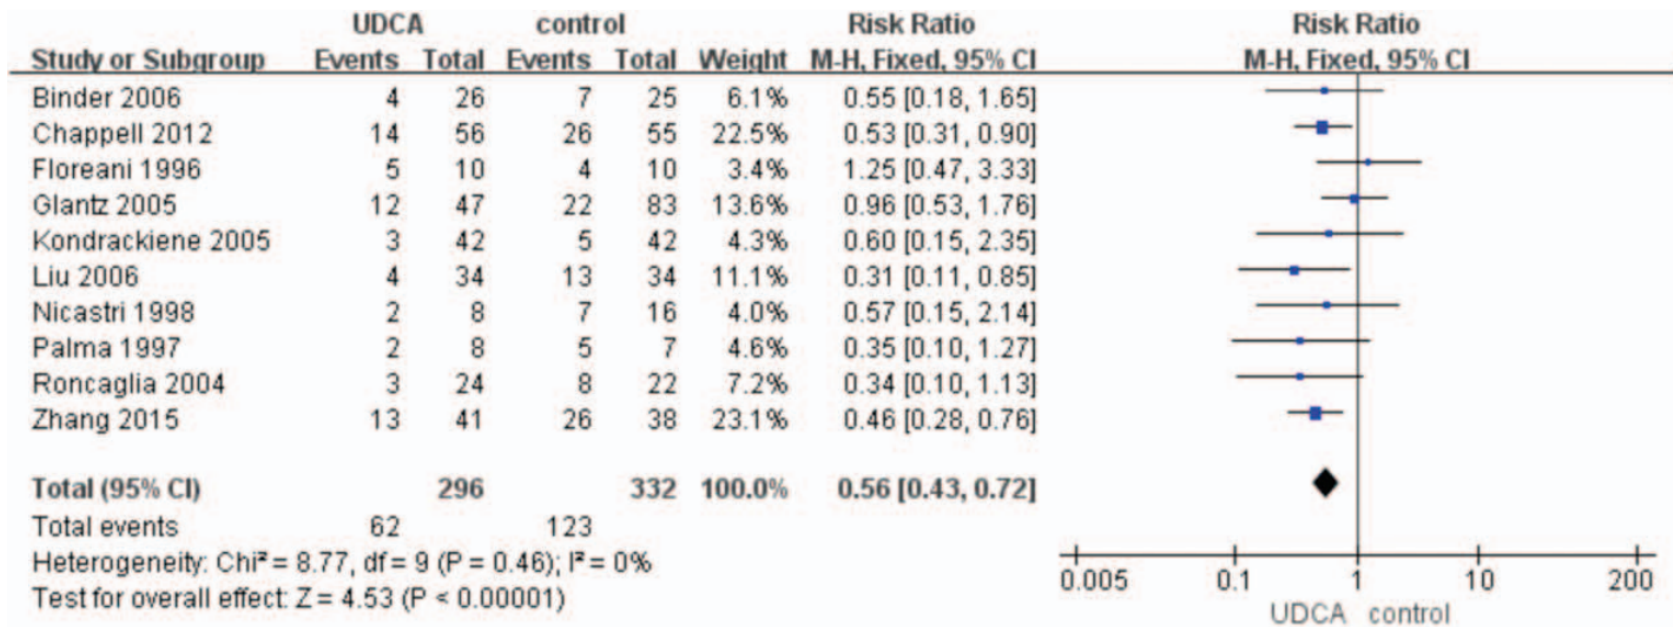 UDCA control Risk Ratio Risk Ratio
Study or Subgroup Events Total Events Total Weight M-H, Fixed, 95% CI M-H, Fixed, 95% CI
Binder 2006 4 26 7 25 6.1% 0.55 [0.18, 1.65]
Chappell 2012 14 56 26 55 22.5% 0.53 [0.31, 0.90]
Floreani 1996 5 10 4 10 3.4% 1.25 [0.47, 3.33]
Glantz 2005 12 47 22 83 13.6% 0.96 [0.53, 1.76]
Kondrackiene 2005 3 42 5 42 4.3% 0.60 [0.15, 2.35]
Liu 2006 4 34 13 34 11.1% 0.31 [0.11, 0.85]
Nicastri 1998 2 8 7 16 4.0% 0.57 [0.15, 2.14]
Palma 1997 2 8 5 7 4.6% 0.35 [0.10, 1.27]
Roncaglia 2004 3 24 8 22 7.2% 0.34 [0.10, 1.13]
Zhang 2015 13 41 26 38 23.1% 0.46 [0.28, 0.76]
Total (95% CI) 296 332 100.0% 0.56 [0.43, 0.72]
Total events 62 123
Heterogeneity: Chi² = 8.77, df = 9 (P = 0.46); I² = 0%
Test for overall effect: Z = 4.53 (P < 0.00001)
0.005 0.1 1 10 200
UDCA control